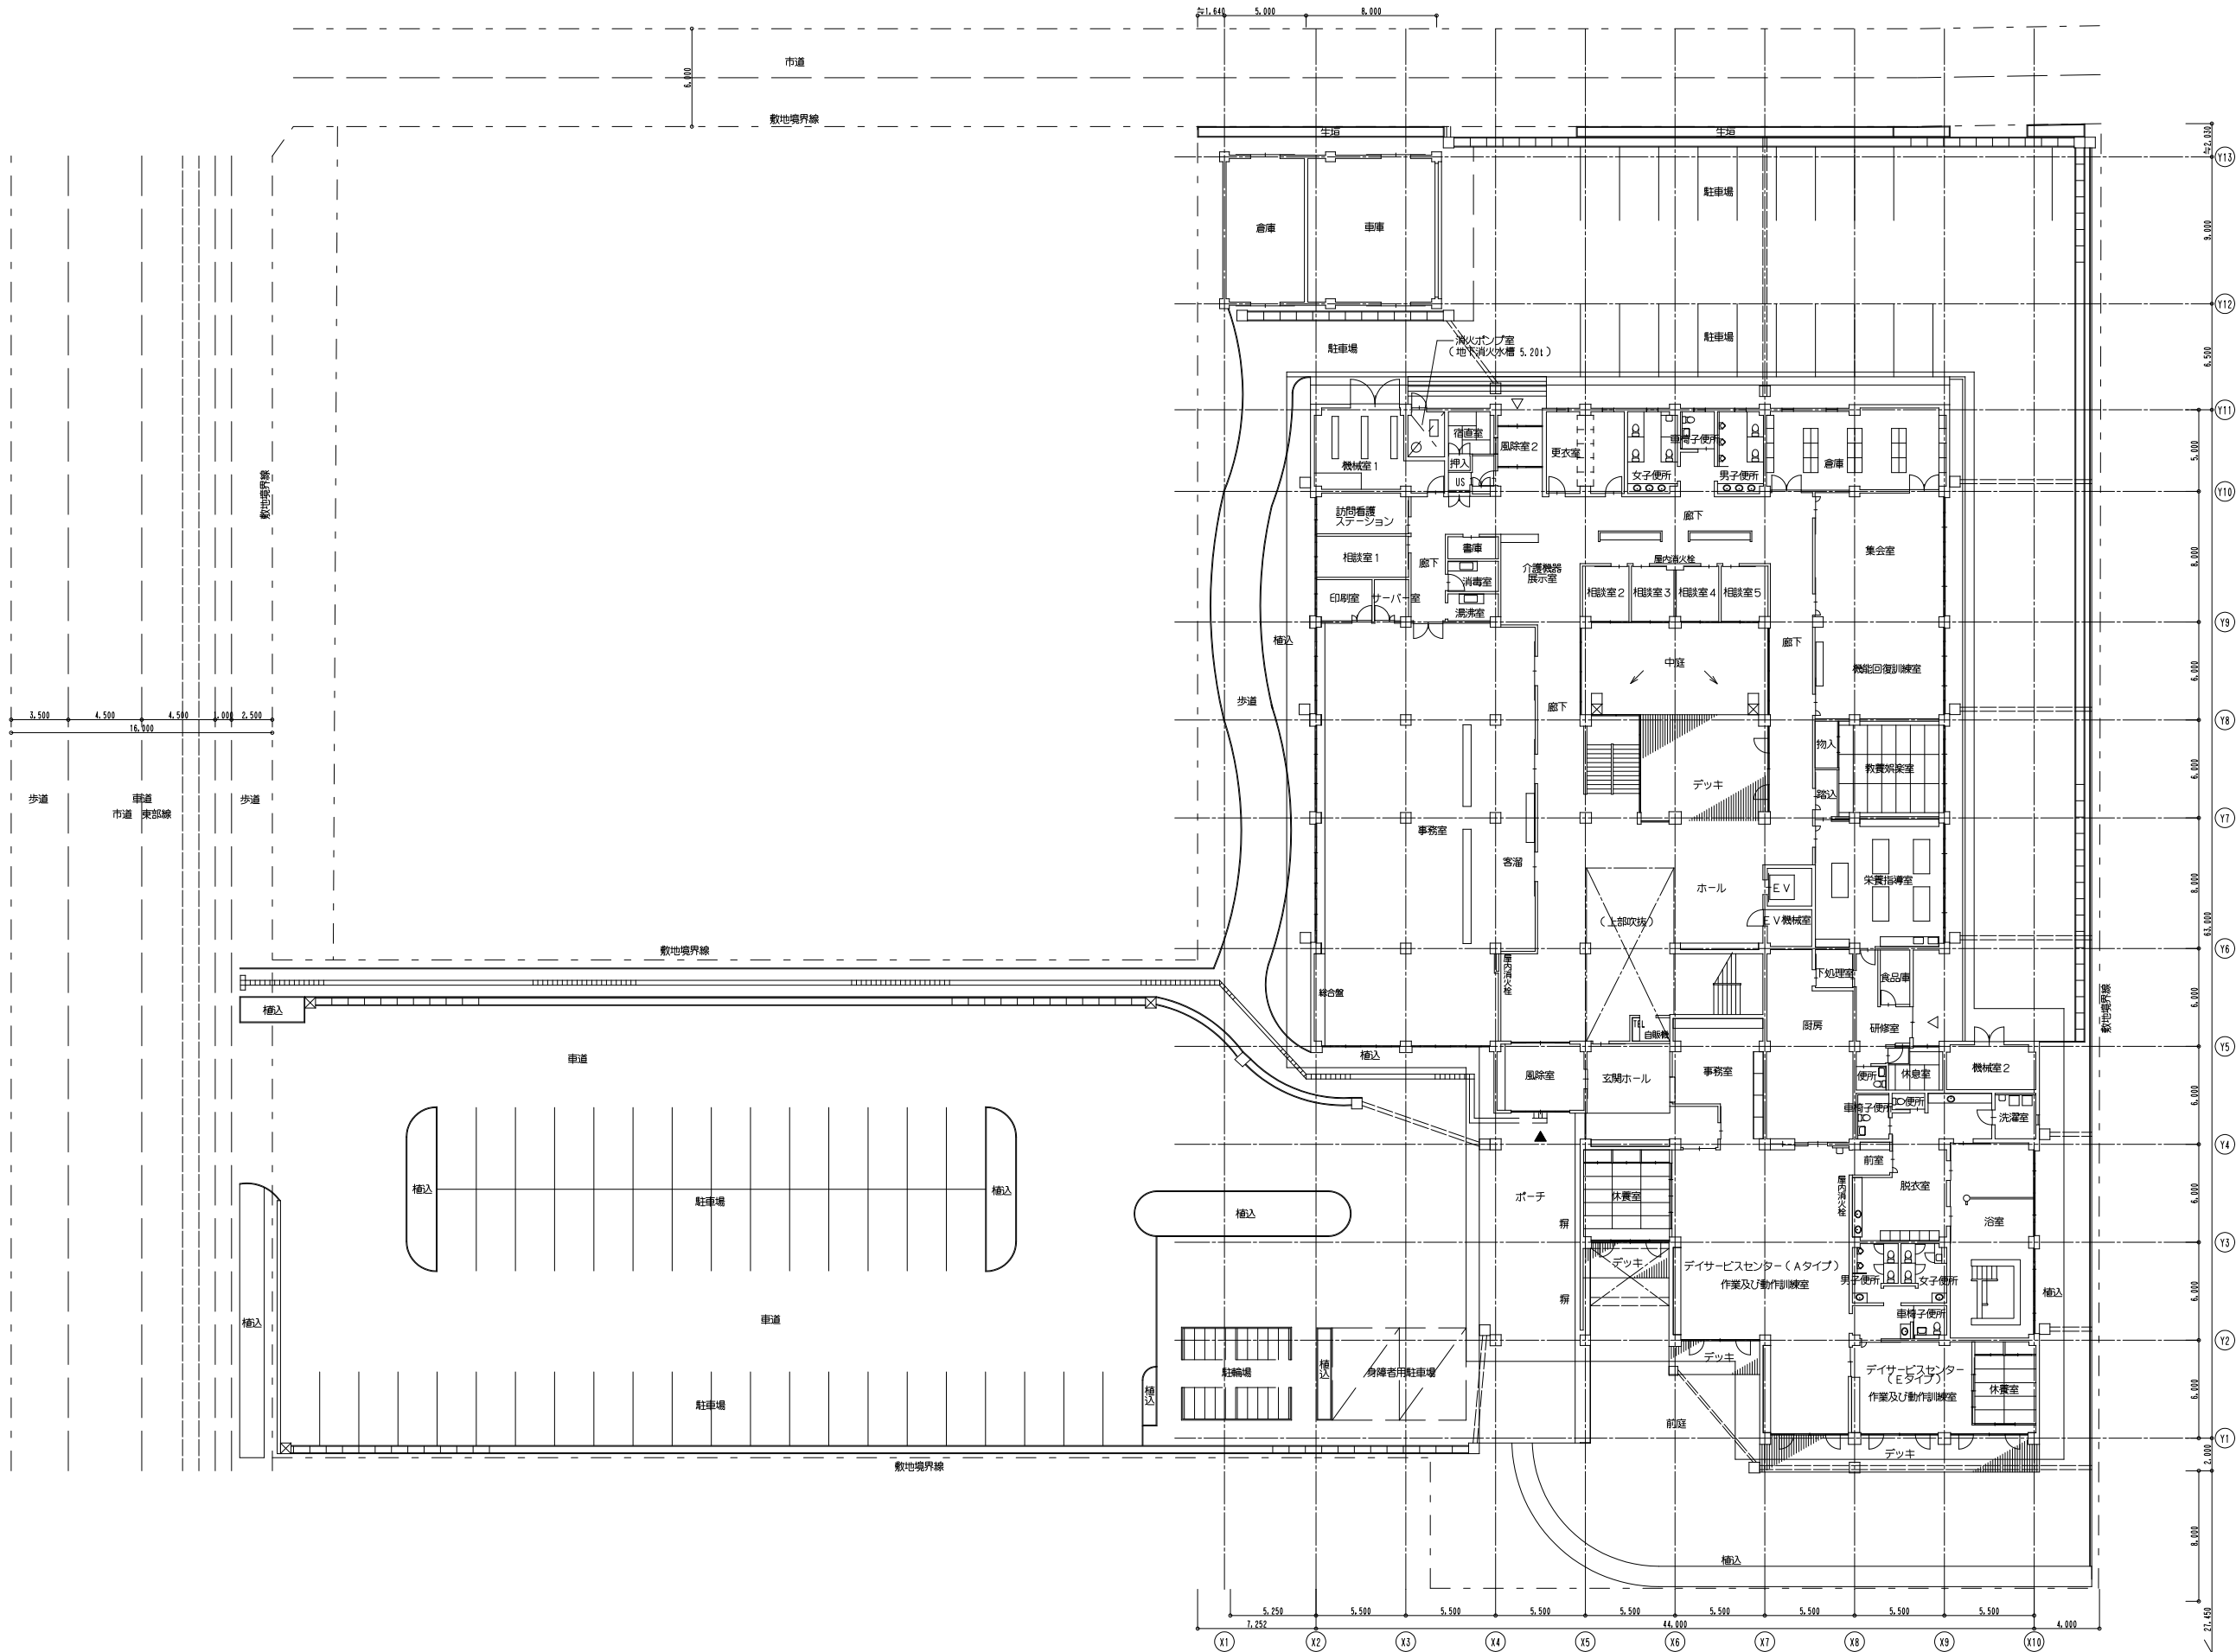 ≒1,640
5,000
8,000
市道
6,000
敷地境界線
生垣
生垣
≒2,030
Y13
駐車場
倉庫
車庫
9,000
Y12
駐車場
駐車場
消火ポンプ室
（地下消火水槽 5.20t）
6,500
Y11
宿直室
風除室２
更衣室
車椅子便所
機械室１
押入
女子便所
男子便所
倉庫
5,000
US
敷地境界線
Y10
訪問看護
ステーション
廊下
相談室１
廊下
書庫
介護機器
展示室
屋内消火栓
集会室
8,000
消毒室
印刷室
サーバー室
湯沸室
相談室２
相談室３
相談室４
相談室５
Y9
植込
中庭
廊下
機能回復訓練室
6,000
歩道
廊下
3,500
4,500
4,500
1,000
2,500
16,000
Y8
物入
教養娯楽室
6,000
デッキ
踏込
歩道
車道
歩道
市道　東部線
Y7
事務室
客溜
ホール
ＥＶ
栄養指導室
8,000
（上部吹抜）
ＥＶ機械室
63,000
敷地境界線
Y6
屋内消火栓
下処理室
食品庫
総合盤
植込
6,000
敷地境界線
TEL
自販機
厨房
研修室
車道
植込
Y5
風除室
玄関ホール
事務室
便所
休息室
機械室２
6,000
車椅子便所
便所
洗濯室
Y4
前室
植込
駐車場
植込
植込
ポーチ
休養室
屋内消火栓
脱衣室
浴室
6,000
塀
Y3
デッキ
デイサービスセンター（Ａタイプ）
作業及び動作訓練室
男子便所
女子便所
塀
植込
6,000
植込
車道
車椅子便所
Y2
デッキ
植込
駐輪場
植込
身障者用駐車場
デイサービスセンター
（Ｅタイプ）
作業及び動作訓練室
休養室
6,000
駐車場
前庭
Y1
デッキ
2,000
敷地境界線
8,000
植込
5,250
5,500
5,500
5,500
5,500
5,500
5,500
5,500
5,500
7,252
44,000
4,000
27,450
X1
X2
X3
X4
X5
X6
X7
X8
X9
X10